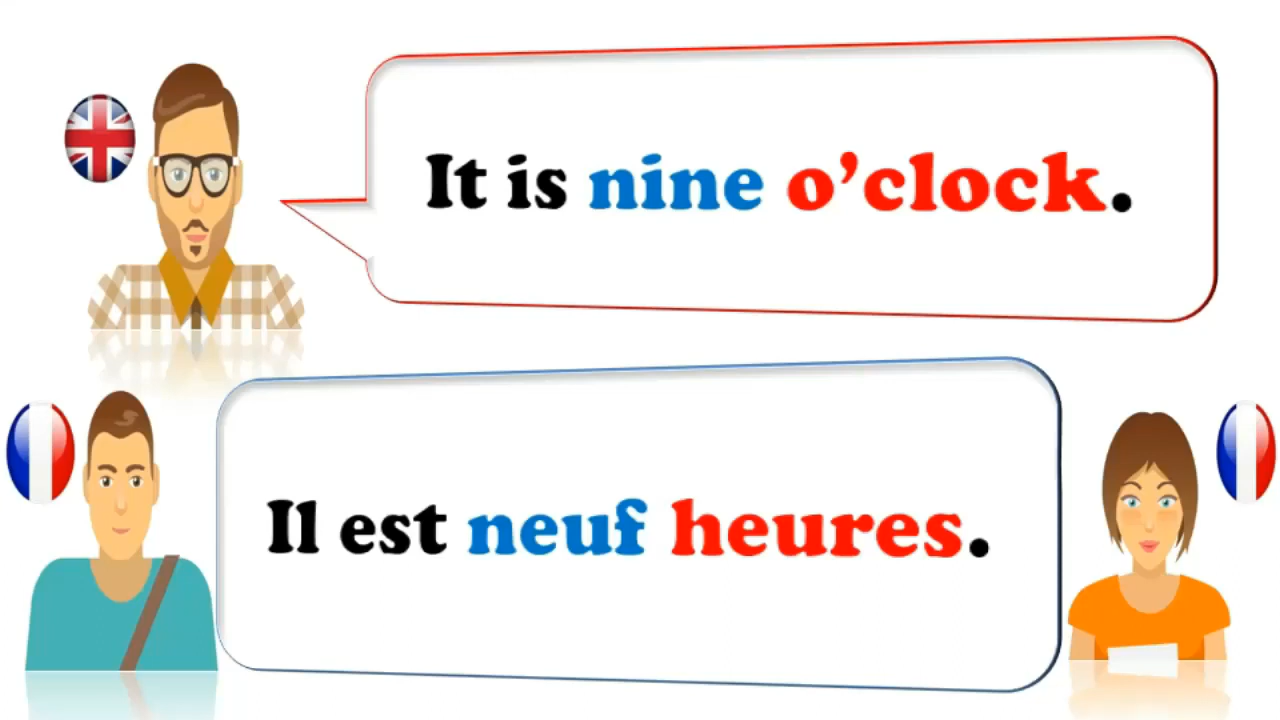 It is nine o’clock.
Il est neuf heures.